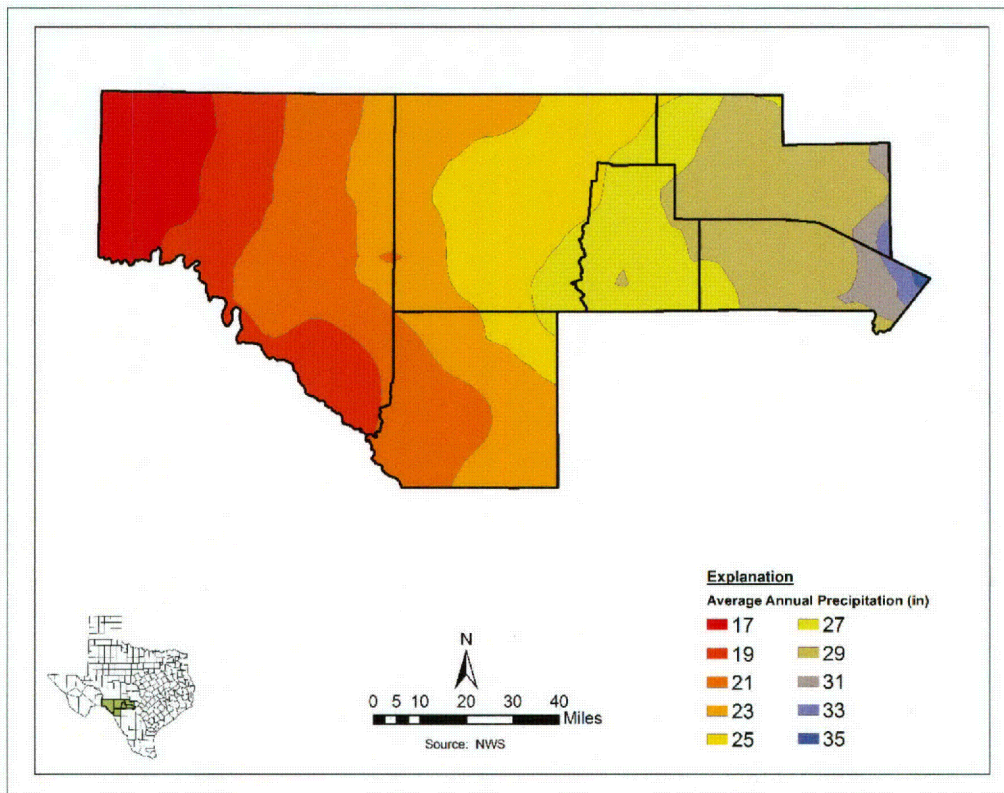 Explanation
Average Annual Precipitation (in)
17 27
19 29
21 31
23 33
25 35
N
0 5 10 20 30 40
Miles
Source: NWS